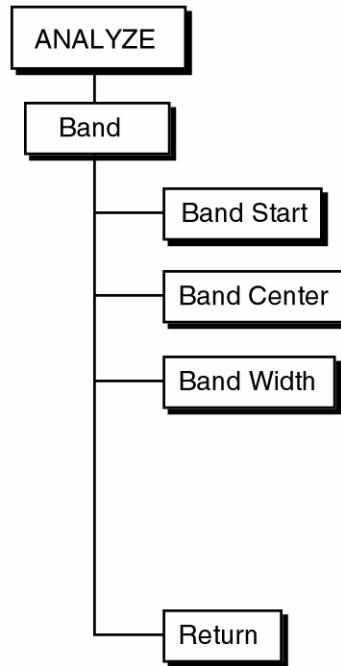 ANALYZE
Band
Band Start
Band Center
Band Width
Return